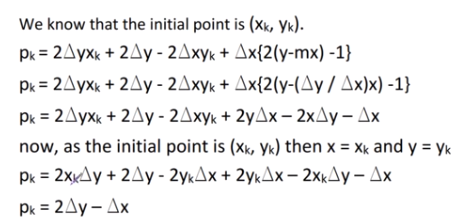 We know that the initial point is (xₖ, yₖ).
pₖ = 2△yxₖ + 2△y - 2△xyₖ + △x{2(y-mx) -1}
pₖ = 2△yxₖ + 2△y - 2△xyₖ + △x{2(y-(△y / △x)x) -1}
pₖ = 2△yxₖ + 2△y - 2△xyₖ + 2y△x – 2x△y – △x
now, as the initial point is (xₖ, yₖ) then x = xₖ and y = yₖ
pₖ = 2xₖ△y + 2△y - 2yₖ△x + 2yₖ△x – 2xₖ△y – △x
pₖ = 2△y – △x